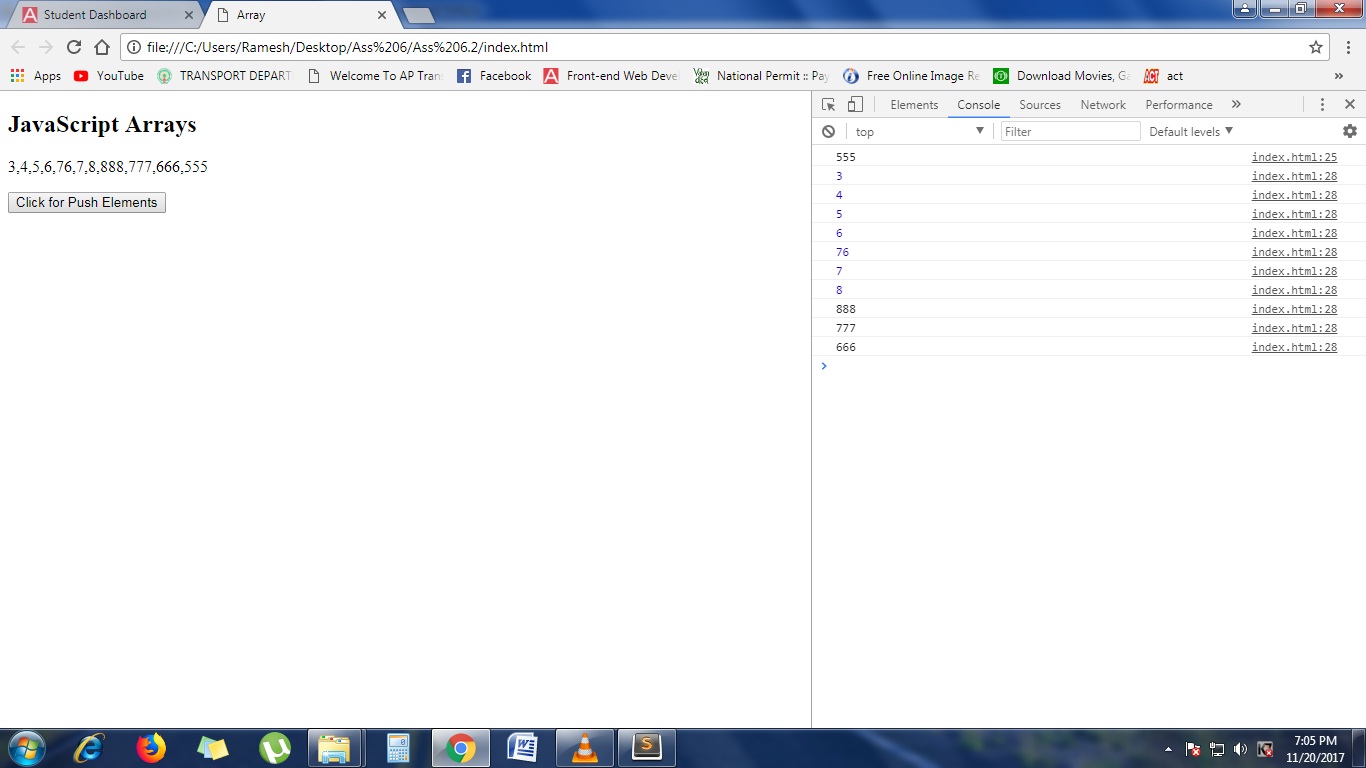 Student Dashboard
Array
file:///C:/Users/Ramesh/Desktop/Ass%206/Ass%206.2/index.html
Apps YouTube TRANSPORT DEPART Welcome To AP Tran Facebook Front-end Web Deve National Permit :: Pay Free Online Image Re Download Movies, Ga act »
JavaScript Arrays
3,4,5,6,76,7,8,888,777,666,555
Click for Push Elements
Elements Console Sources Network Performance »
top Filter Default levels
555 index.html:25
3 index.html:28
4 index.html:28
5 index.html:28
6 index.html:28
76 index.html:28
7 index.html:28
8 index.html:28
888 index.html:28
777 index.html:28
666 index.html:28
>
7:05 PM
11/20/2017